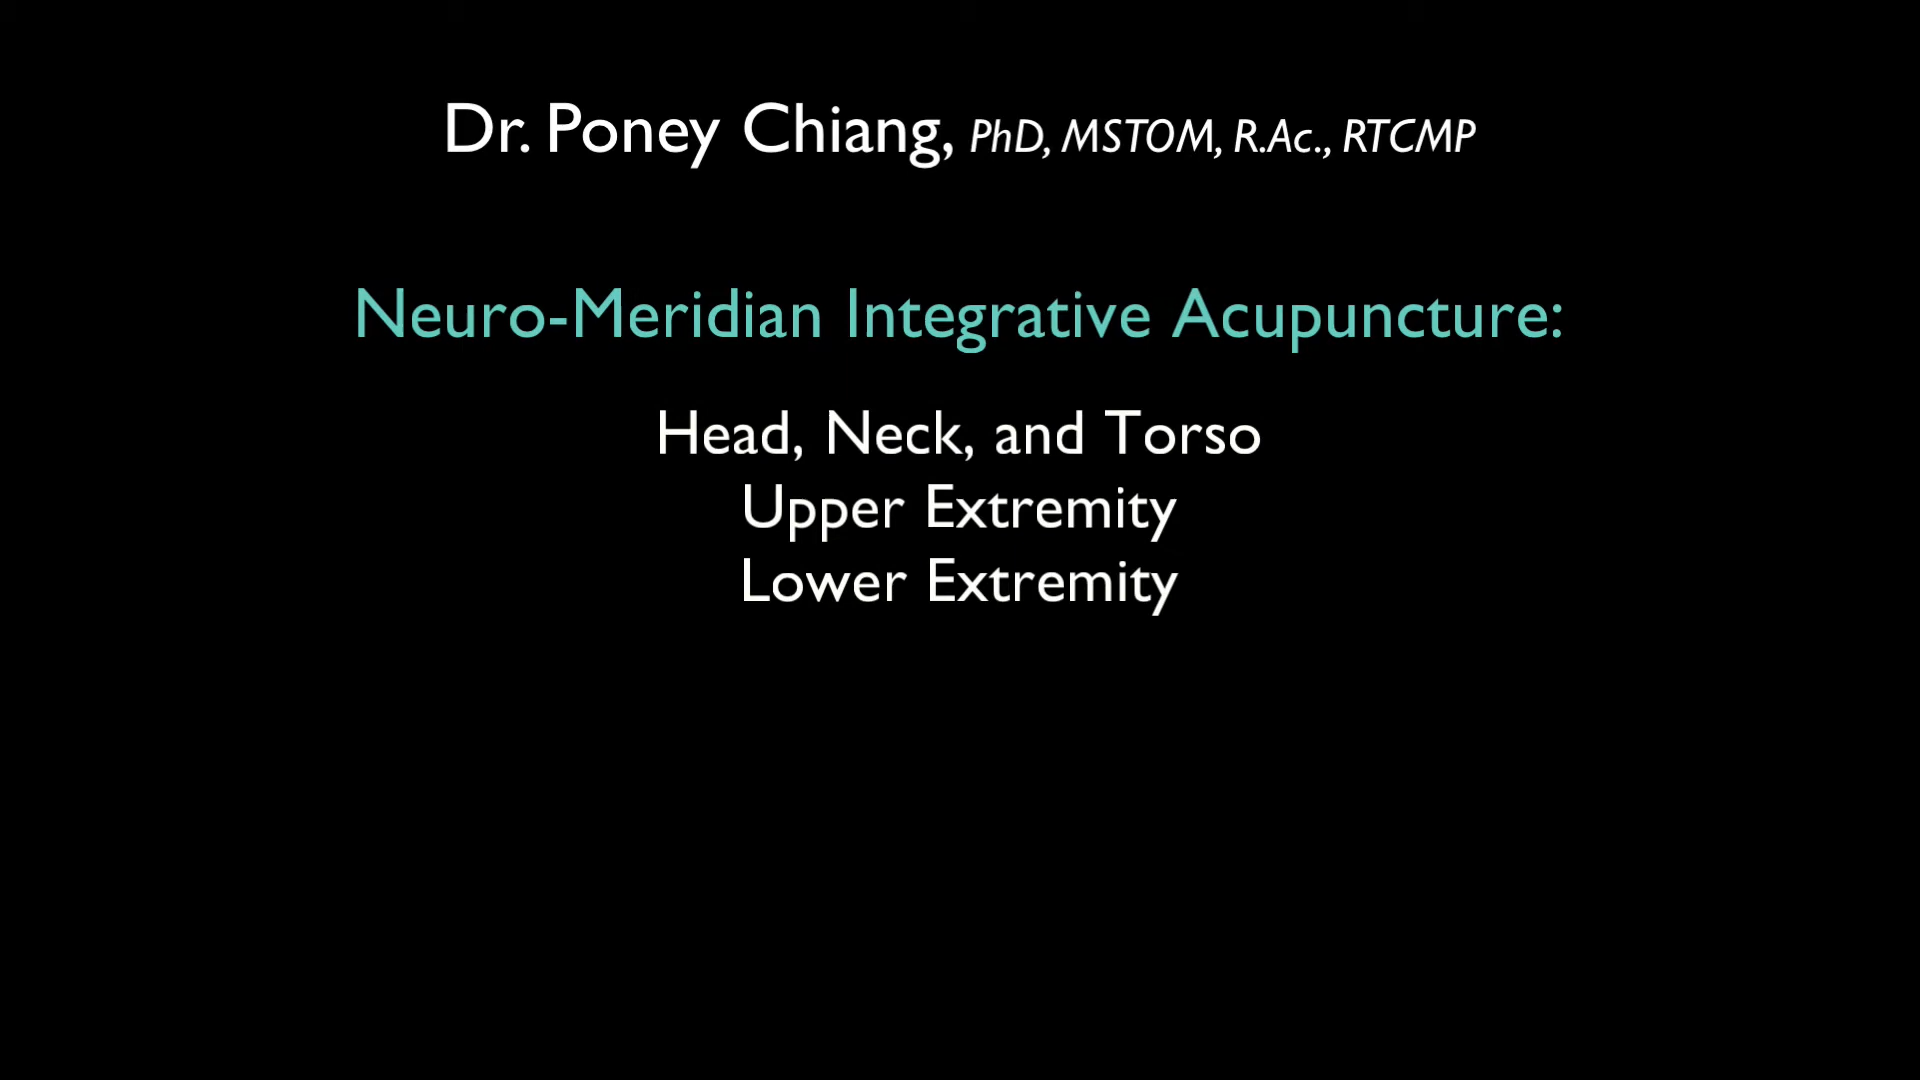 Dr. Poney Chiang, PhD, MSTOM, R.Ac., RTCMP
Neuro-Meridian Integrative Acupuncture:
Head, Neck, and Torso
Upper Extremity
Lower Extremity